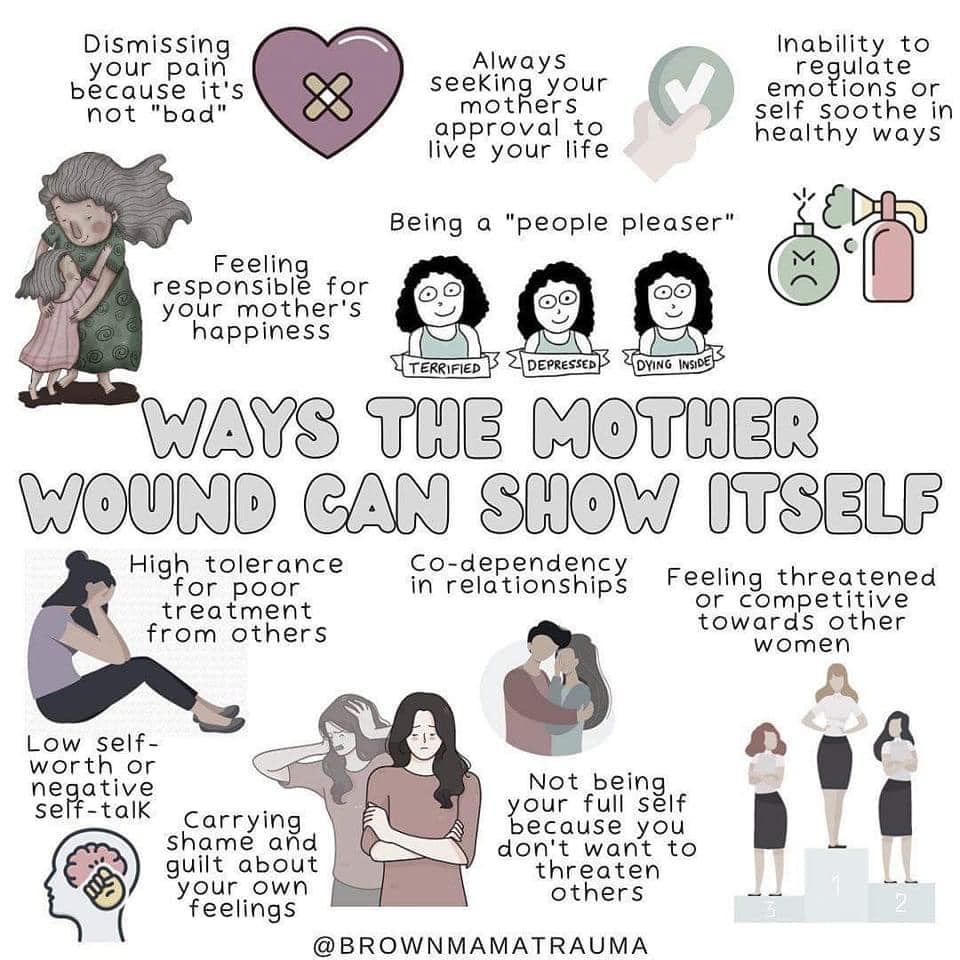 Dismissing
your pain
because it's
not "bad"
Always
seeking your
mothers
approval to
live your life
Inability to
regulate
emotions or
self soothe in
healthy ways
Being a "people pleaser"
Feeling
responsible for
your mother's
happiness
TERRIFIED
DEPRESSED
DYING INSIDE
WAYS THE MOTHER
WOUND CAN SHOW ITSELF
High tolerance
for poor
treatment
from others
Co-dependency
in relationships
Feeling threatened
or competitive
towards other
women
Low self-
worth or
negative
self-talk
Carrying
shame and
guilt about
your own
feelings
Not being
your full self
because you
don't want to
threaten
others
3
1
2
@BROWNMAMATRAUMA